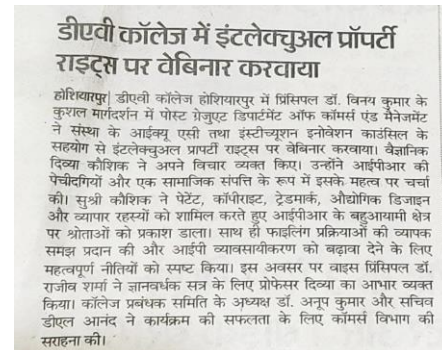 डीएवी कॉलेज में इंटलेक्चुअल प्रॉपर्टी
राइट्स पर वेबिनार करवाया
होशियारपुर| डीएवी कॉलेज होशियारपुर में प्रिंसिपल डॉ. विनय कुमार के
कुशल मार्गदर्शन में पोस्ट ग्रेजुएट डिपार्टमेंट ऑफ कॉमर्स एंड मैनेजमेंट
ने संस्था के आईक्यू एसी तथा इंस्टीच्यूशन इनोवेशन काउंसिल के
सहयोग से इंटलेक्चुअल प्रापर्टी राइट्स पर वेबिनार करवाया। वैज्ञानिक
दिव्या कौशिक ने अपने विचार व्यक्त किए। उन्होंने आईपीआर की
पेचीदगियों और एक सामाजिक संपत्ति के रूप में इसके महत्व पर चर्चा
की। सुश्री कौशिक ने पेटेंट, कॉपीराइट, ट्रेडमार्क, औद्योगिक डिजाइन
और व्यापार रहस्यों को शामिल करते हुए आईपीआर के बहुआयामी क्षेत्र
पर श्रोताओं को प्रकाश डाला। साथ ही फाइलिंग प्रक्रियाओं की व्यापक
समझ प्रदान की और आईपी व्यावसायीकरण को बढ़ावा देने के लिए
महत्वपूर्ण नीतियों को स्पष्ट किया। इस अवसर पर वाइस प्रिंसिपल डॉ.
राजीव शर्मा ने ज्ञानवर्धक सत्र के लिए प्रोफेसर दिव्या का आभार व्यक्त
किया। कॉलेज प्रबंधक समिति के अध्यक्ष डॉ. अनूप कुमार और सचिव
डीएल आनंद ने कार्यक्रम की सफलता के लिए कॉमर्स विभाग की
सराहना की।